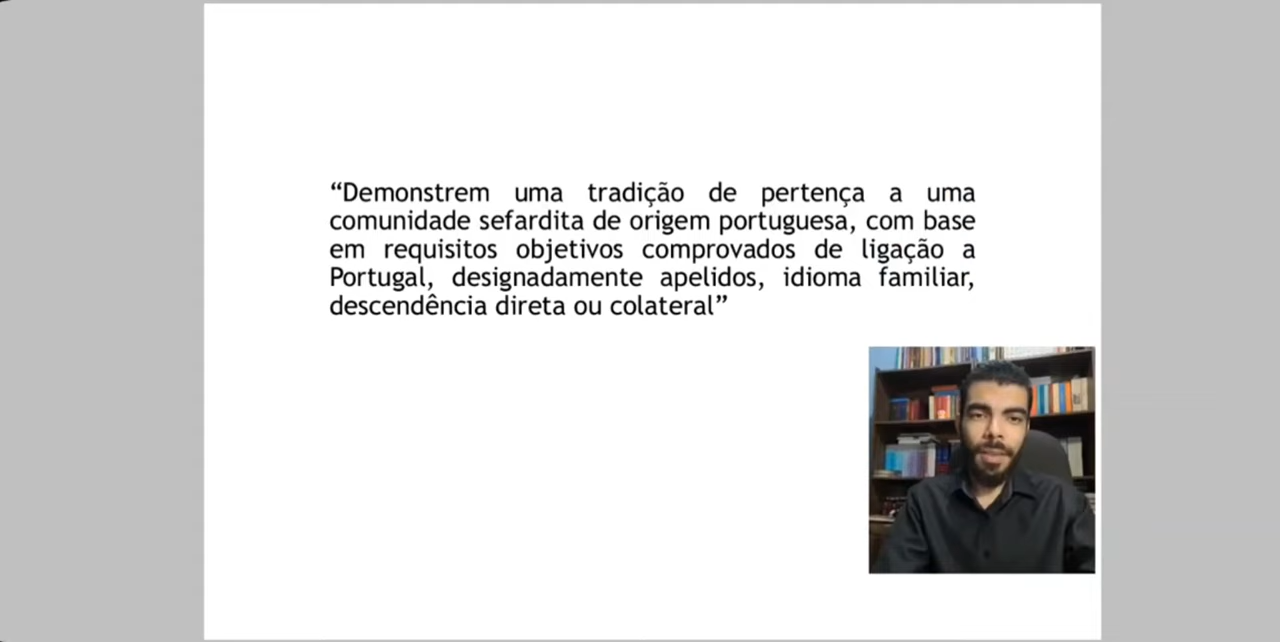 “Demonstrem uma tradição de pertença a uma
comunidade sefardita de origem portuguesa, com base
em requisitos objetivos comprovados de ligação a
Portugal, designadamente apelidos, idioma familiar,
descendência direta ou colateral”